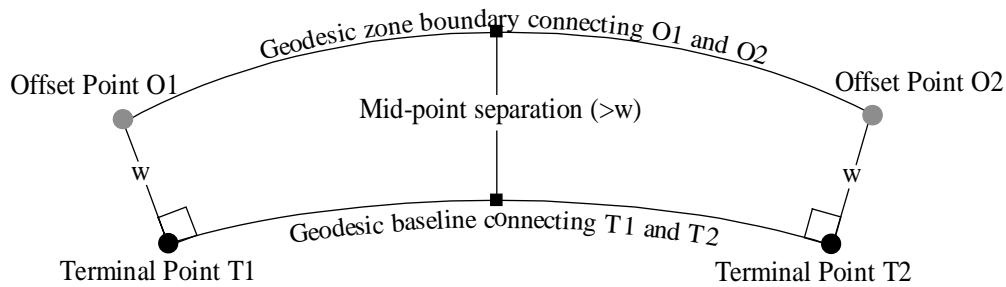 Geodesic zone boundary connecting O1 and O2
Offset Point O1
Offset Point O2
Mid-point separation (>w)
w
w
Geodesic baseline connecting T1 and T2
Terminal Point T1
Terminal Point T2